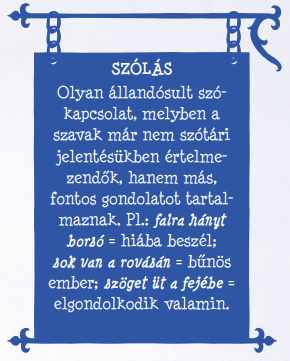 SZÓLÁS
Olyan állandósult szó-
kapcsolat, melyben a
szavak már nem szótári
jelentésükben értelme-
zendők, hanem más,
fontos gondolatot tartal-
maznak. Pl.: falra hányt
borsó = hiába beszél;
sok van a rovásán = bűnös
ember; szöget üt a fejébe =
elgondolkodik valamin.